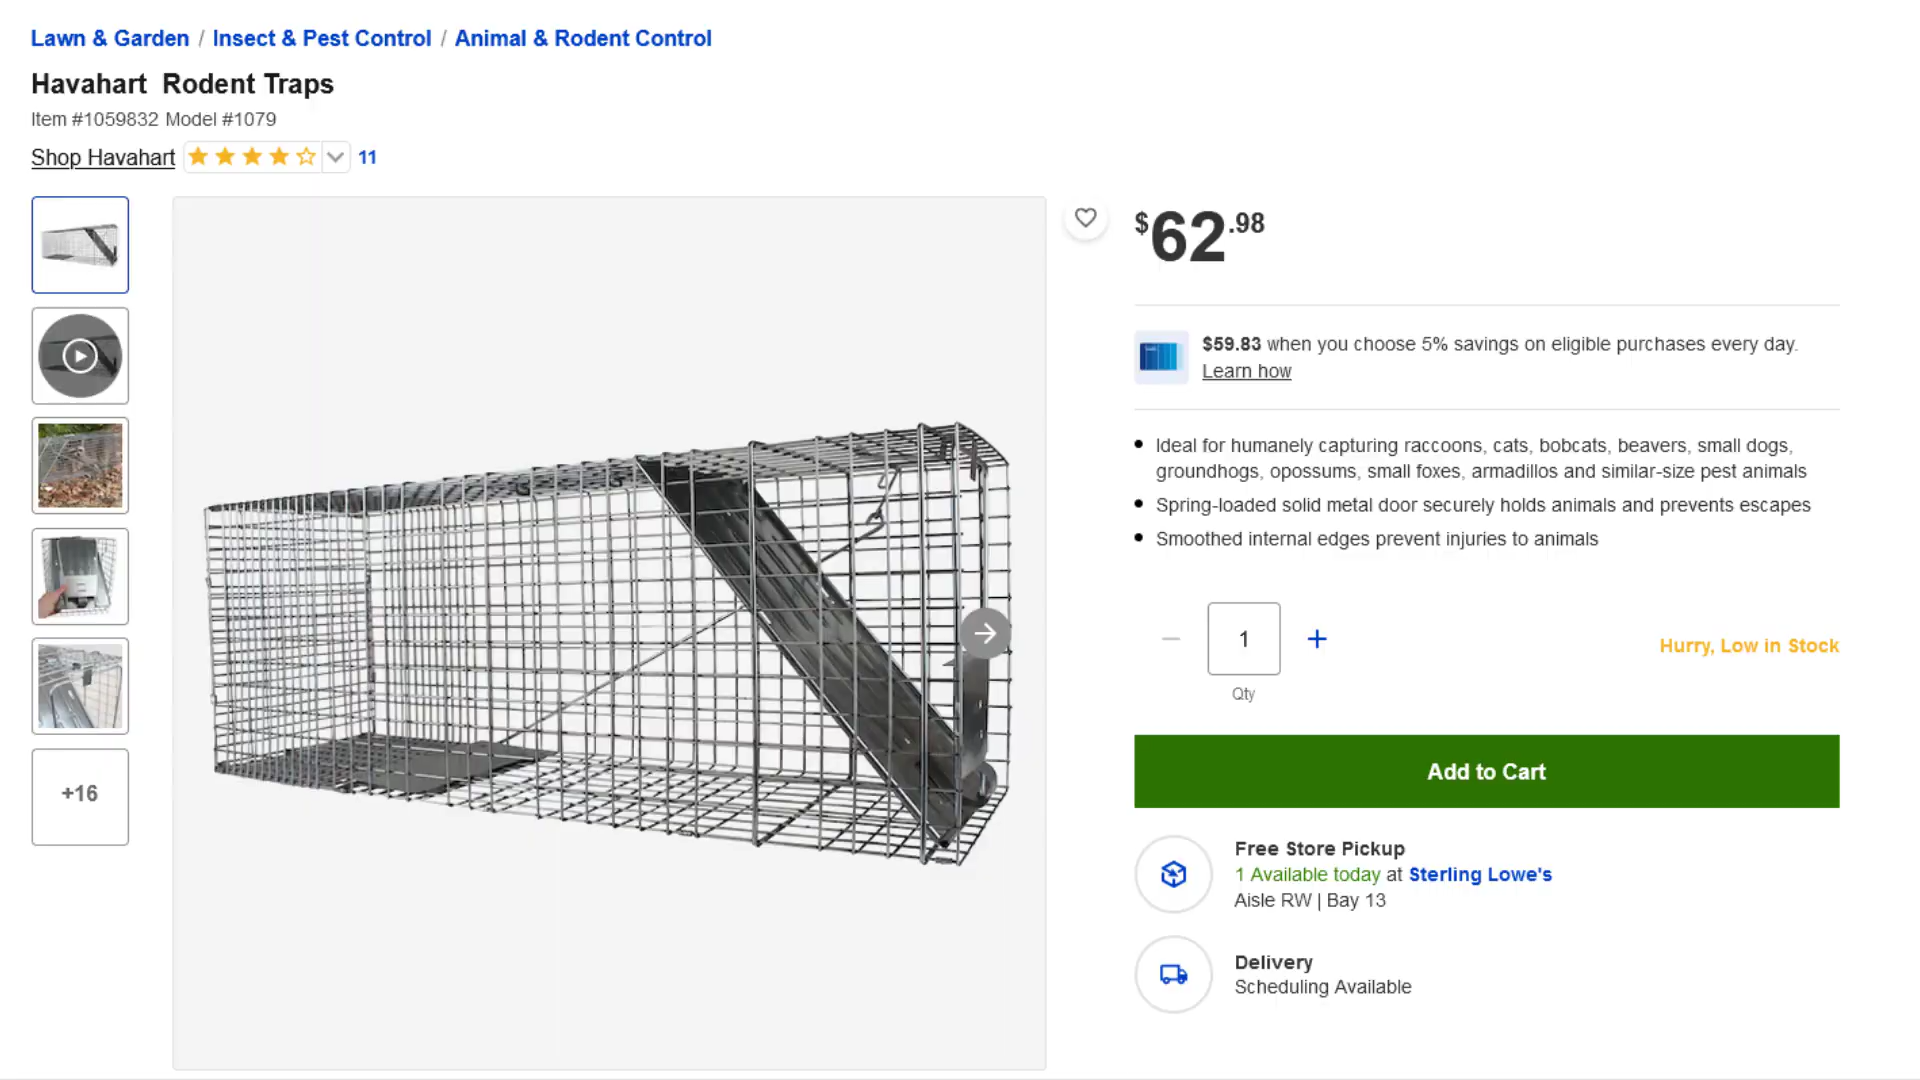 Lawn & Garden / Insect & Pest Control / Animal & Rodent Control
Havahart Rodent Traps
Item #1059832 Model #1079
Shop Havahart 11
$62.98
$59.83 when you choose 5% savings on eligible purchases every day.
Learn how
Ideal for humanely capturing raccoons, cats, bobcats, beavers, small dogs,
groundhogs, opossums, small foxes, armadillos and similar-size pest animals
Spring-loaded solid metal door securely holds animals and prevents escapes
Smoothed internal edges prevent injuries to animals
1
Hurry, Low in Stock
Qty
Add to Cart
+16
Free Store Pickup
1 Available today at Sterling Lowe's
Aisle RW | Bay 13
Delivery
Scheduling Available